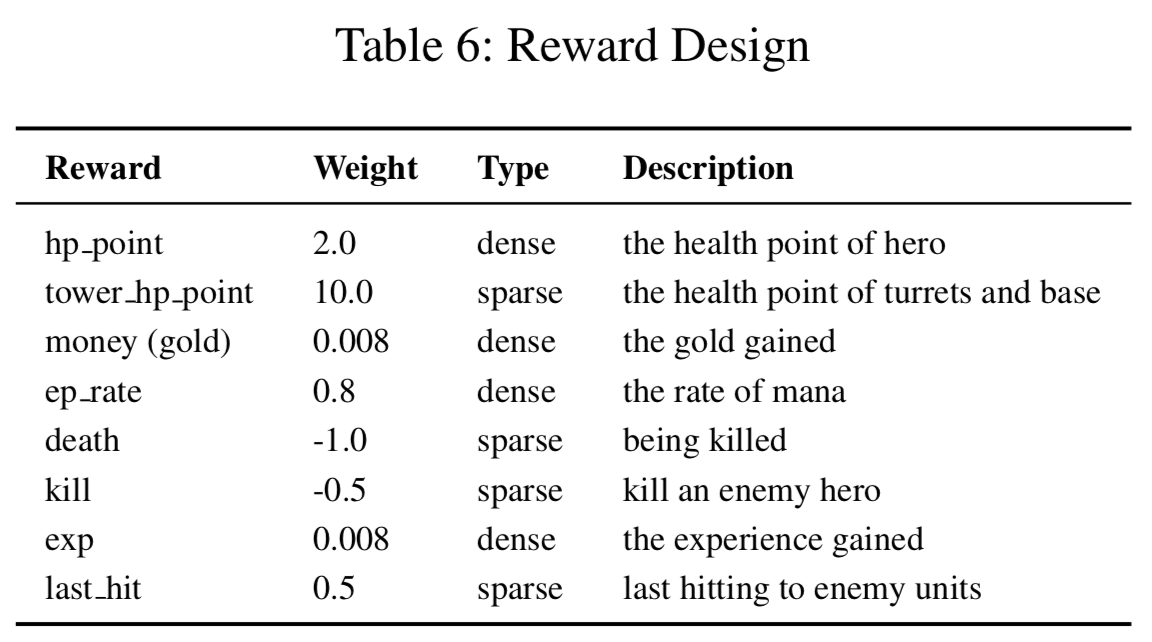 Table 6: Reward Design
Reward Weight Type Description
hp_point 2.0 dense the health point of hero
tower_hp_point 10.0 sparse the health point of turrets and base
money (gold) 0.008 dense the gold gained
ep_rate 0.8 dense the rate of mana
death -1.0 sparse being killed
kill -0.5 sparse kill an enemy hero
exp 0.008 dense the experience gained
last_hit 0.5 sparse last hitting to enemy units